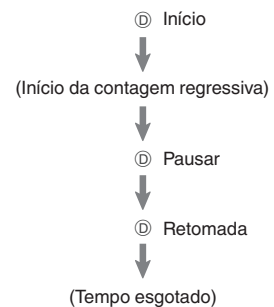 Ⓓ Início
(Início da contagem regressiva)
Ⓓ Pausar
Ⓓ Retomada
(Tempo esgotado)